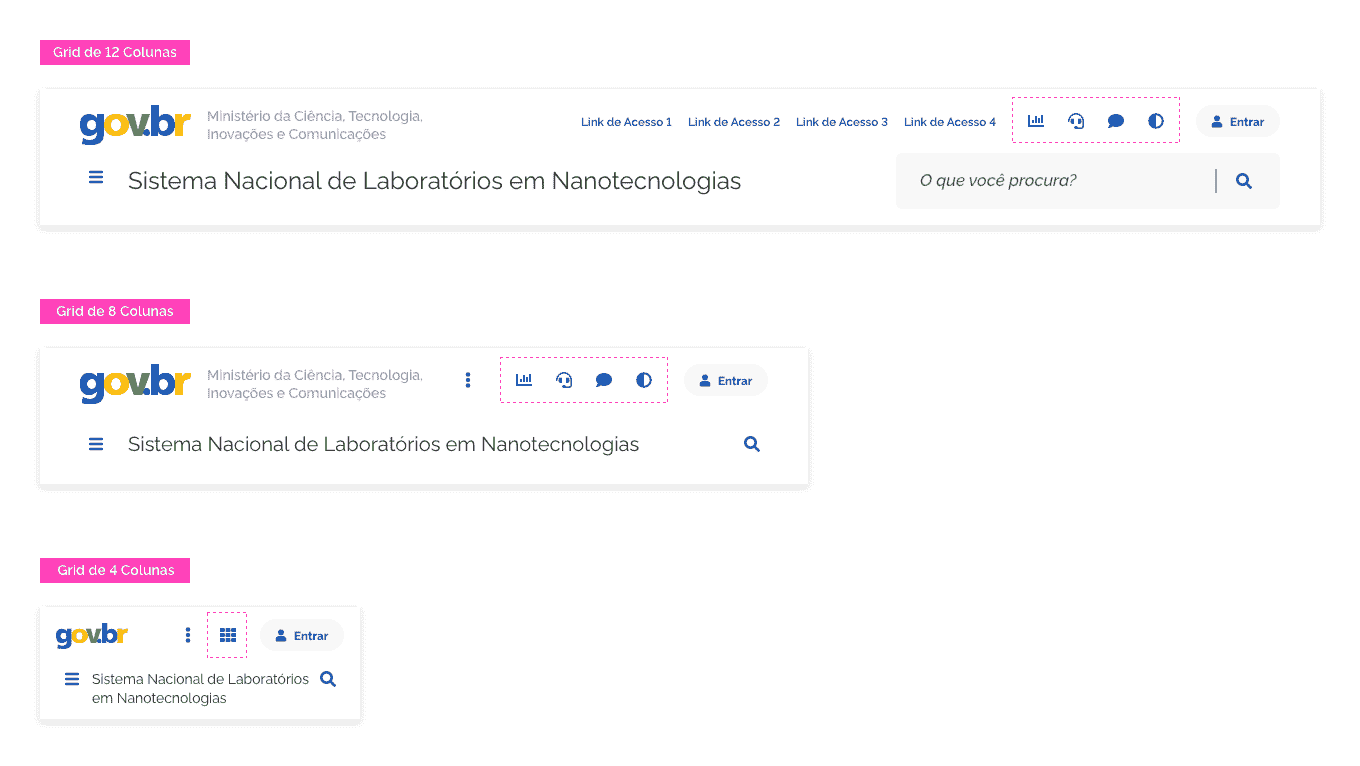 Grid de 12 Colunas
gov.br
Ministério da Ciência, Tecnologia,
Inovações e Comunicações
Link de Acesso 1 Link de Acesso 2 Link de Acesso 3 Link de Acesso 4
Entrar
Sistema Nacional de Laboratórios em Nanotecnologias
O que você procura?
Grid de 8 Colunas
gov.br
Ministério da Ciência, Tecnologia,
Inovações e Comunicações
Entrar
Sistema Nacional de Laboratórios em Nanotecnologias
Grid de 4 Colunas
gov.br
Entrar
Sistema Nacional de Laboratórios
em Nanotecnologias